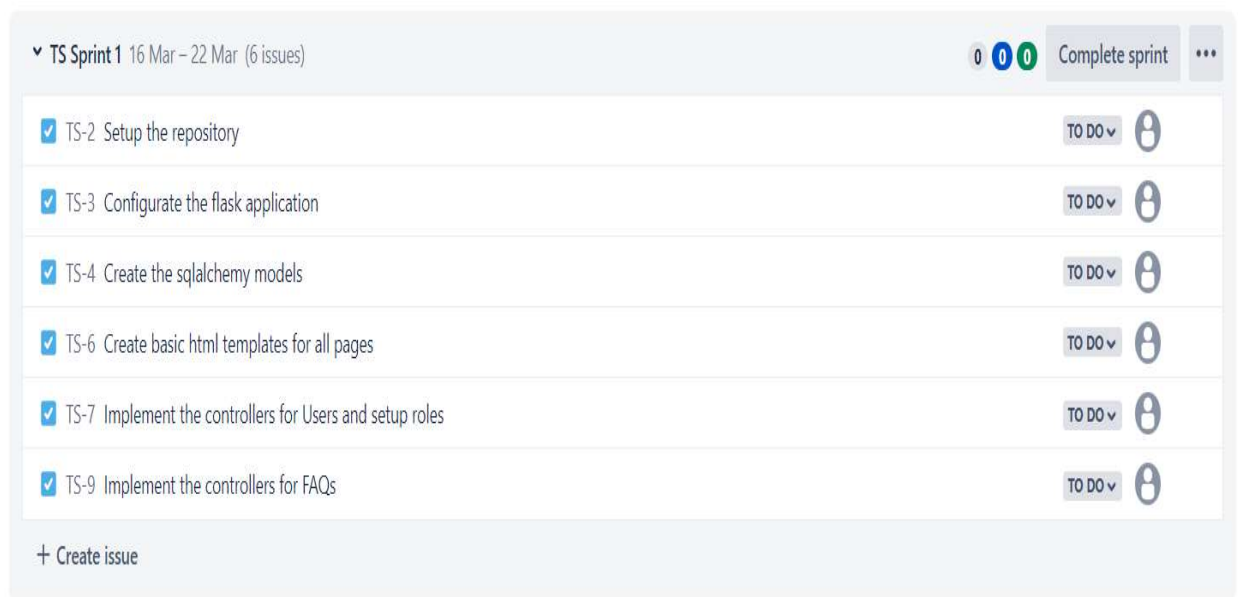 TS Sprint 1 16 Mar – 22 Mar (6 issues) 0 0 0 Complete sprint •••
TS-2 Setup the repository TO DO
TS-3 Configurate the flask application TO DO
TS-4 Create the sqlalchemy models TO DO
TS-6 Create basic html templates for all pages TO DO
TS-7 Implement the controllers for Users and setup roles TO DO
TS-9 Implement the controllers for FAQs TO DO
+ Create issue